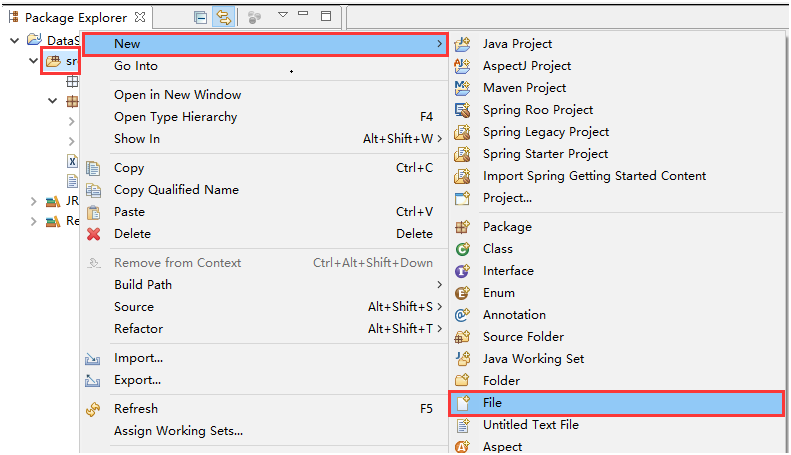 Package Explorer
DataS
sr
JR
Re
New
Go Into
Open in New Window
Open Type Hierarchy F4
Show In Alt+Shift+W
Copy Ctrl+C
Copy Qualified Name
Paste Ctrl+V
Delete Delete
Remove from Context Ctrl+Alt+Shift+Down
Build Path
Source Alt+Shift+S
Refactor Alt+Shift+T
Import...
Export...
Refresh F5
Assign Working Sets...
Java Project
AspectJ Project
Maven Project
Spring Roo Project
Spring Legacy Project
Spring Starter Project
Import Spring Getting Started Content
Project...
Package
Class
Interface
Enum
Annotation
Source Folder
Java Working Set
Folder
File
Untitled Text File
Aspect